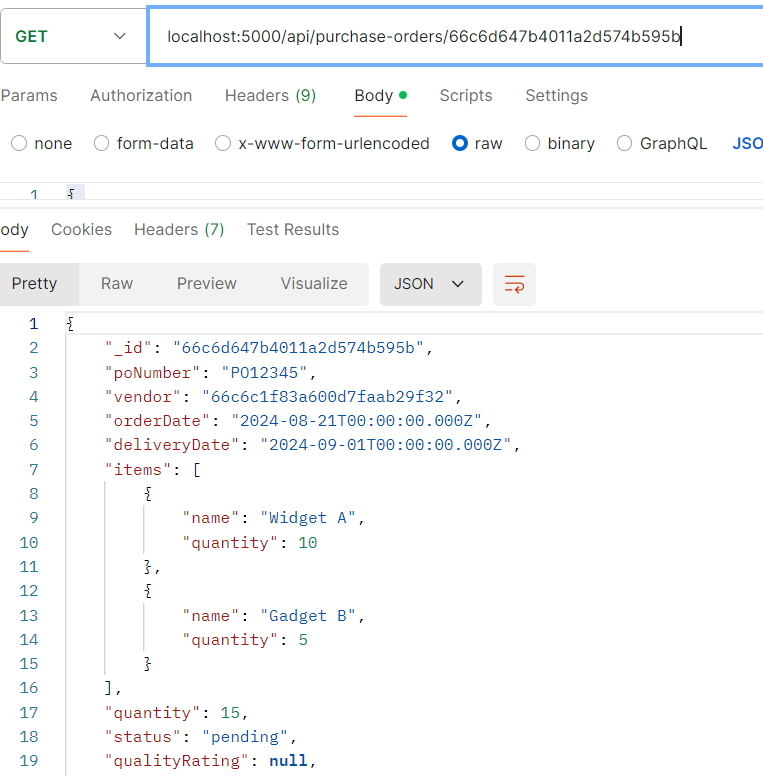 GET localhost:5000/api/purchase-orders/66c6d647b4011a2d574b595b
Params Authorization Headers (9) Body Scripts Settings
none form-data x-www-form-urlencoded raw binary GraphQL JSO
1 {
ody Cookies Headers (7) Test Results
Pretty Raw Preview Visualize JSON
1 {
2 "_id": "66c6d647b4011a2d574b595b",
3 "poNumber": "PO12345",
4 "vendor": "66c6c1f83a600d7faab29f32",
5 "orderDate": "2024-08-21T00:00:00.000Z",
6 "deliveryDate": "2024-09-01T00:00:00.000Z",
7 "items": [
8 {
9 "name": "Widget A",
10 "quantity": 10
11 },
12 {
13 "name": "Gadget B",
14 "quantity": 5
15 }
16 ],
17 "quantity": 15,
18 "status": "pending",
19 "qualityRating": null,